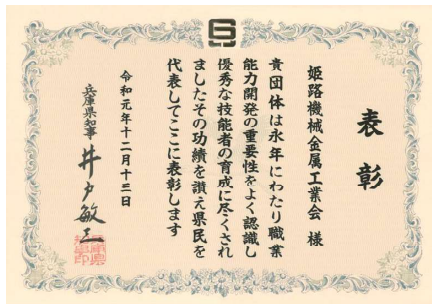 表彰
姫路機械金属工業会 様
貴団体は永年にわたり職業
能力開発の重要性をよく認識し
優秀な技能者の育成に尽くされ
ましたその功績を讃え県民を
代表してここに表彰します
令和元年十二月十三日
兵庫県知事 井戸敏三